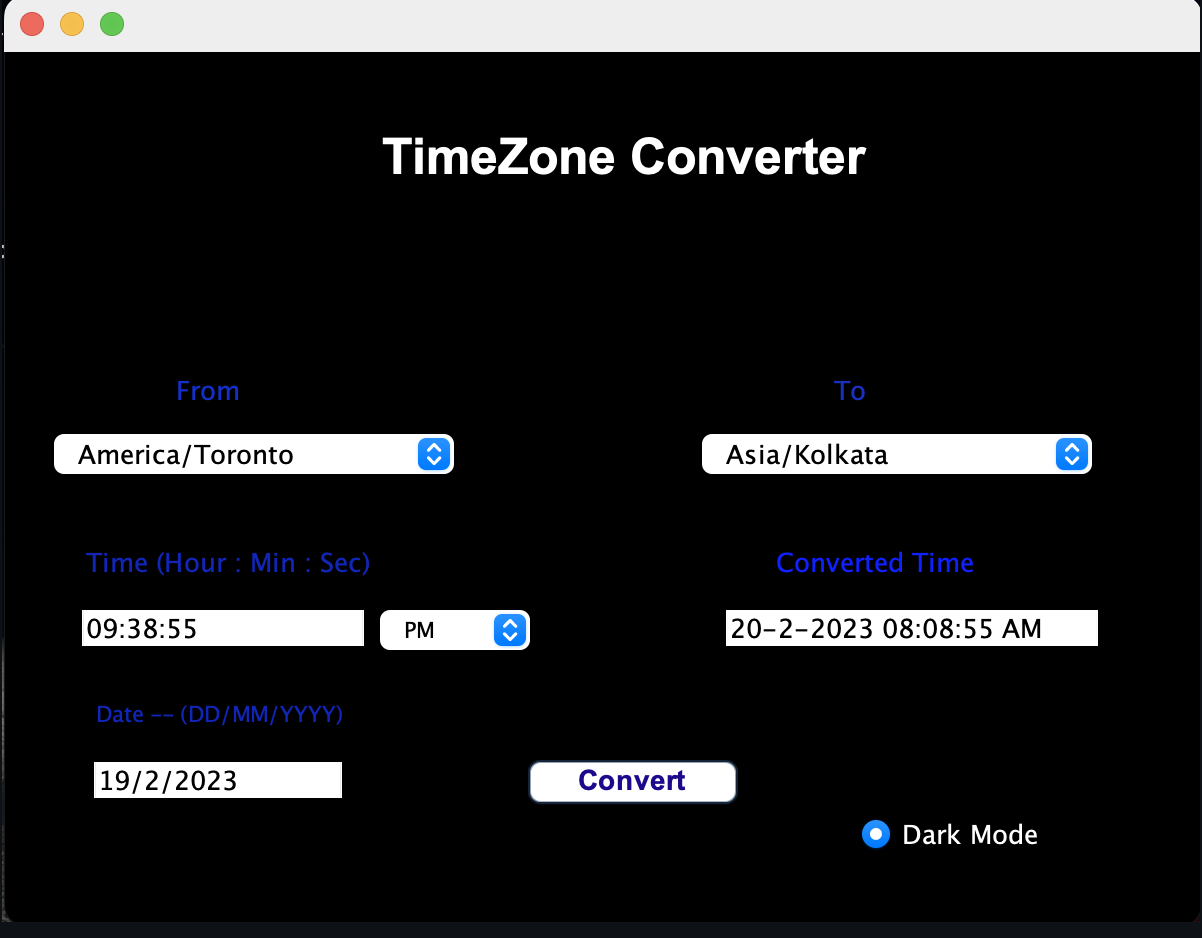 TimeZone Converter
From
To
America/Toronto
Asia/Kolkata
Time (Hour : Min : Sec)
Converted Time
09:38:55
PM
20-2-2023 08:08:55 AM
Date -- (DD/MM/YYYY)
19/2/2023
Convert
Dark Mode